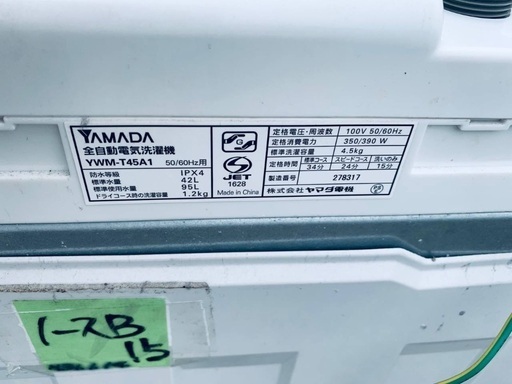 YAMADA
全自動電気洗濯機
YWM-T45A1 50/60Hz用
防水等級 IPX4
標準水量 42L
標準使用水量 95L
ドライコース時の洗濯容量 1.2kg
JET
1628
Made in China
定格電圧・周波数 100V 50/60Hz
定格消費電力 350/390 W
標準洗濯容量 4.5kg
定格時間 標準コース スピードコース 洗いのみ
34分 24分 15分
製造番号 278317
株式会社 ヤマダ電機
15